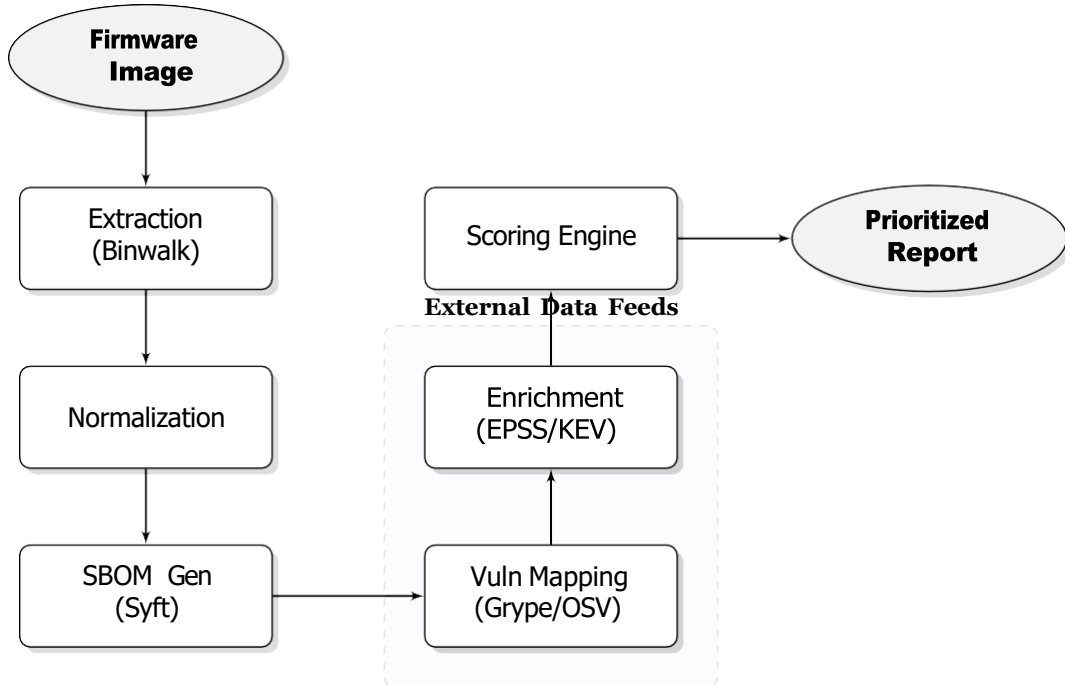 Firmware
Image
Extraction
(Binwalk)
Normalization
SBOM Gen
(Syft)
Vuln Mapping
(Grype/OSV)
Enrichment
(EPSS/KEV)
External Data Feeds
Scoring Engine
Prioritized
Report